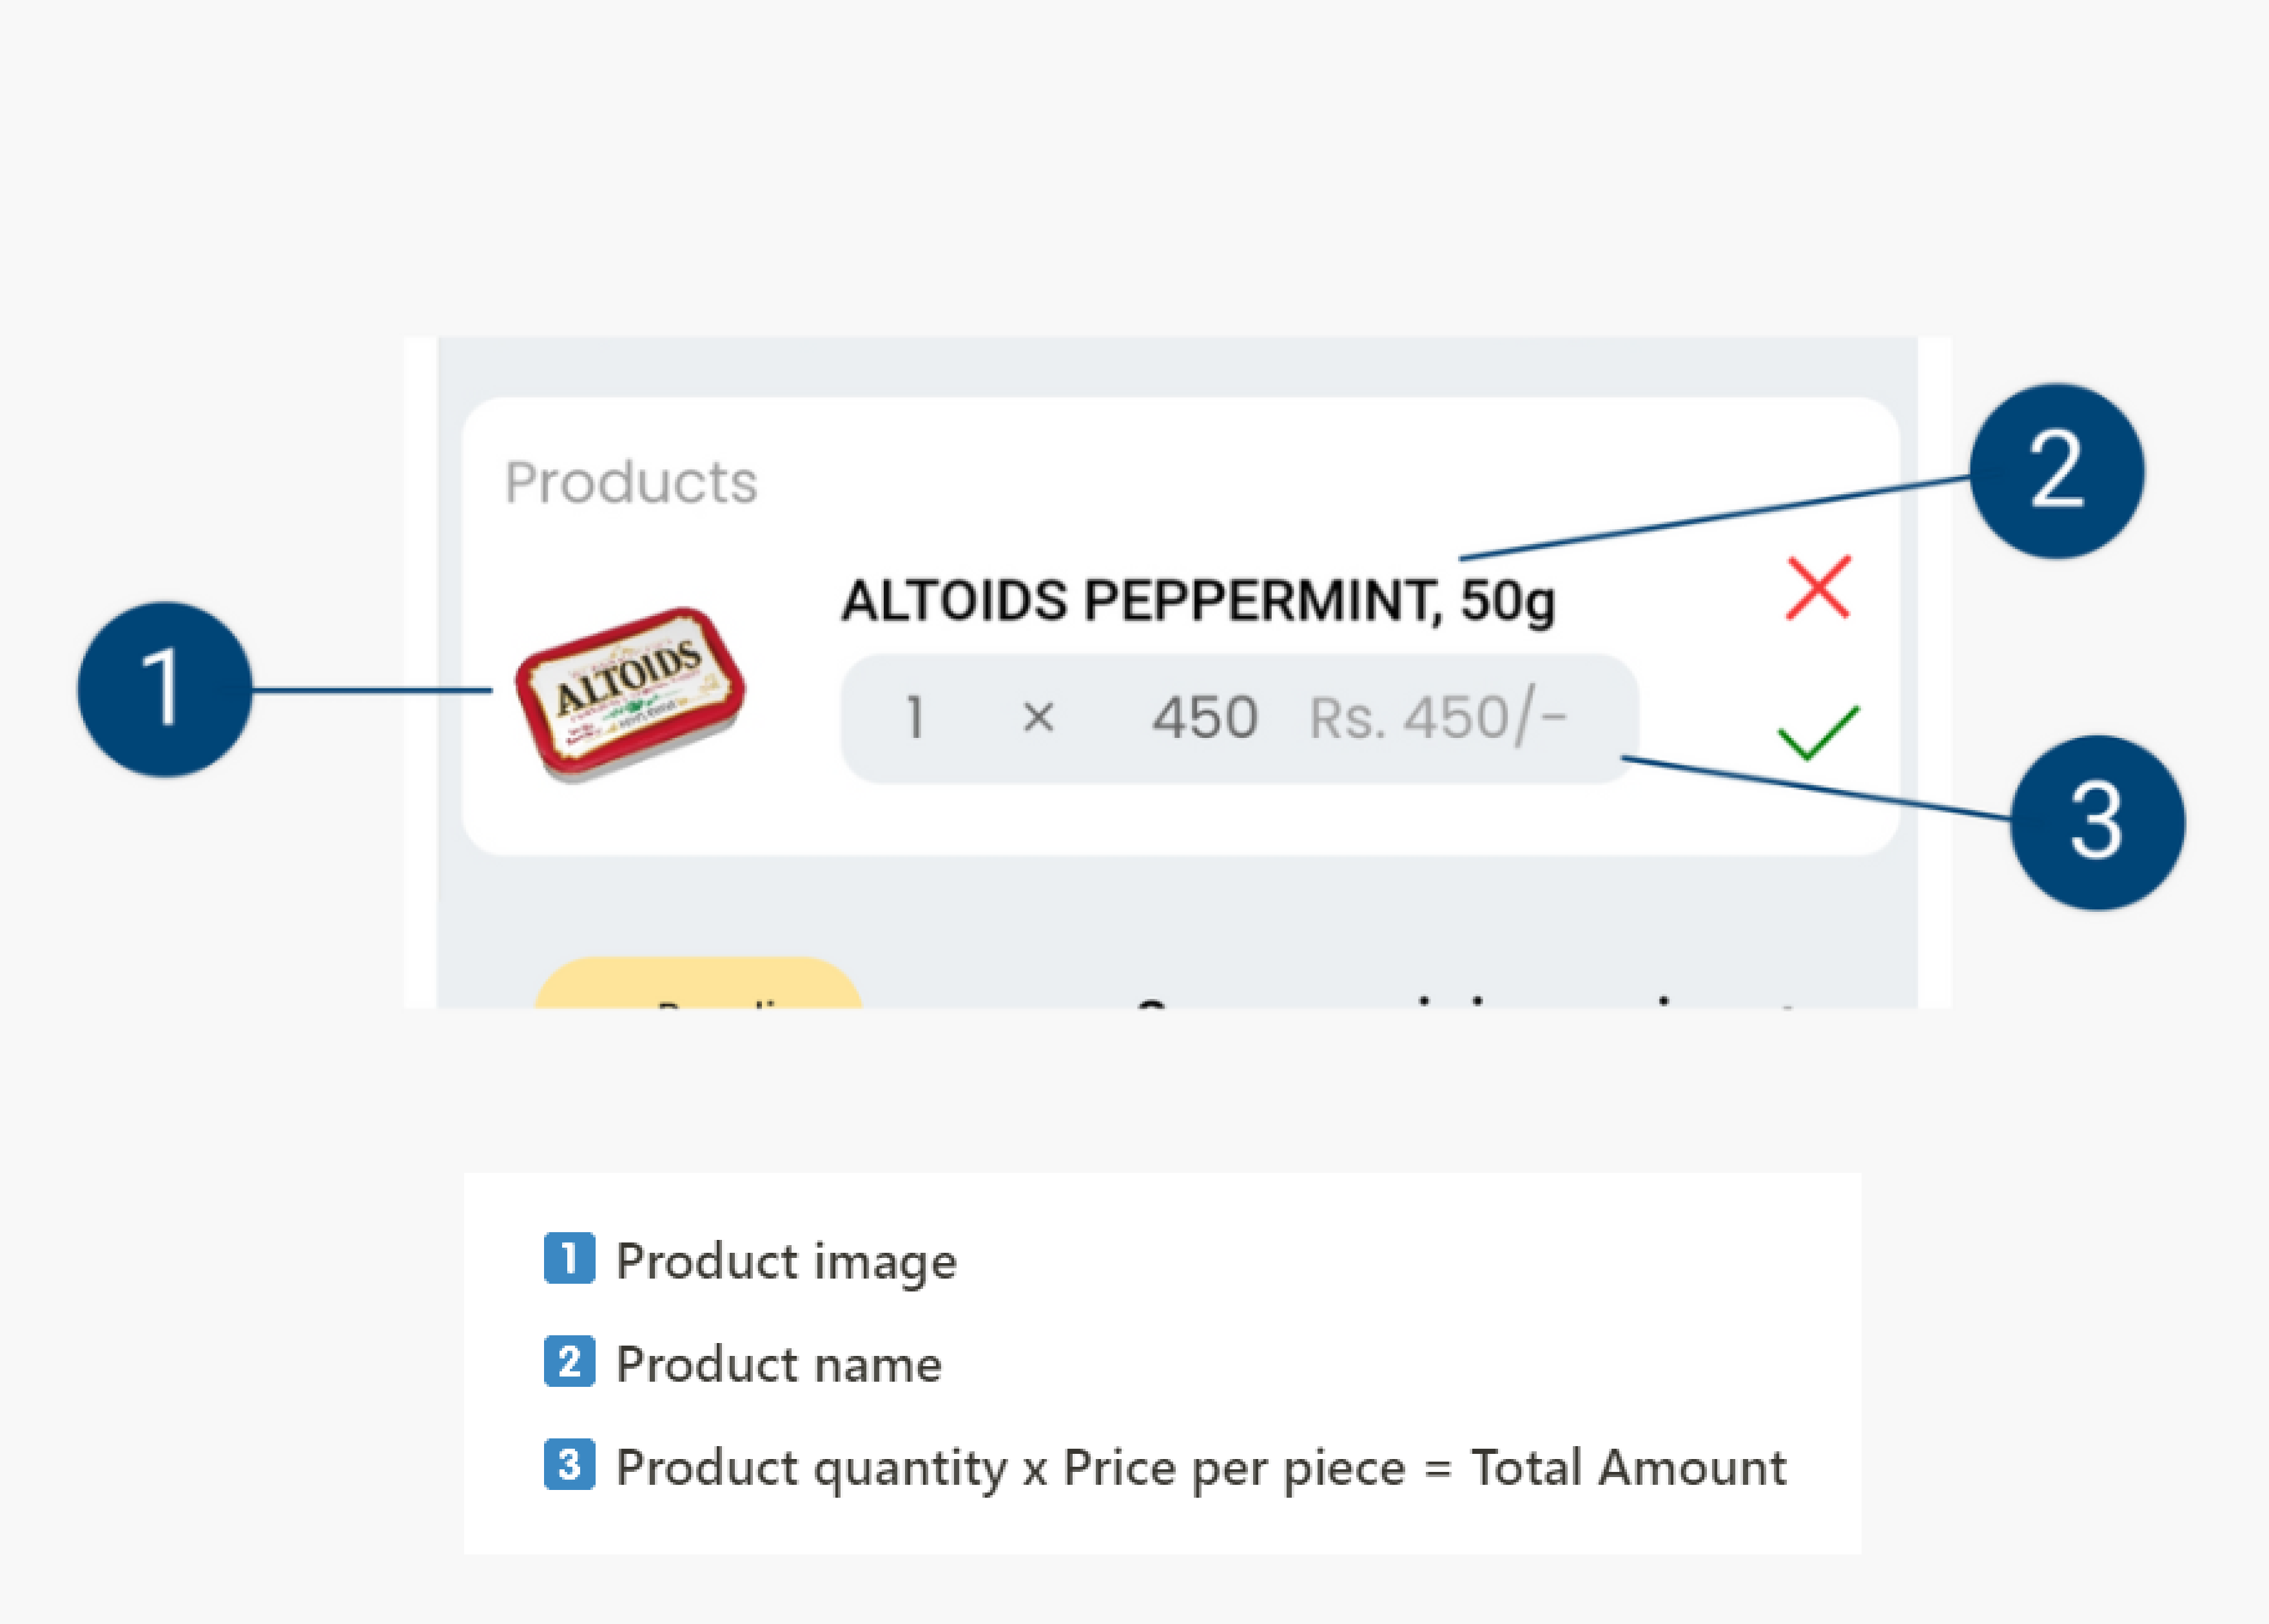 Products
2
ALTOIDS PEPPERMINT, 50g
1
ALTOIDS
1 × 450 Rs. 450/-
3
1 Product image
2 Product name
3 Product quantity x Price per piece = Total Amount